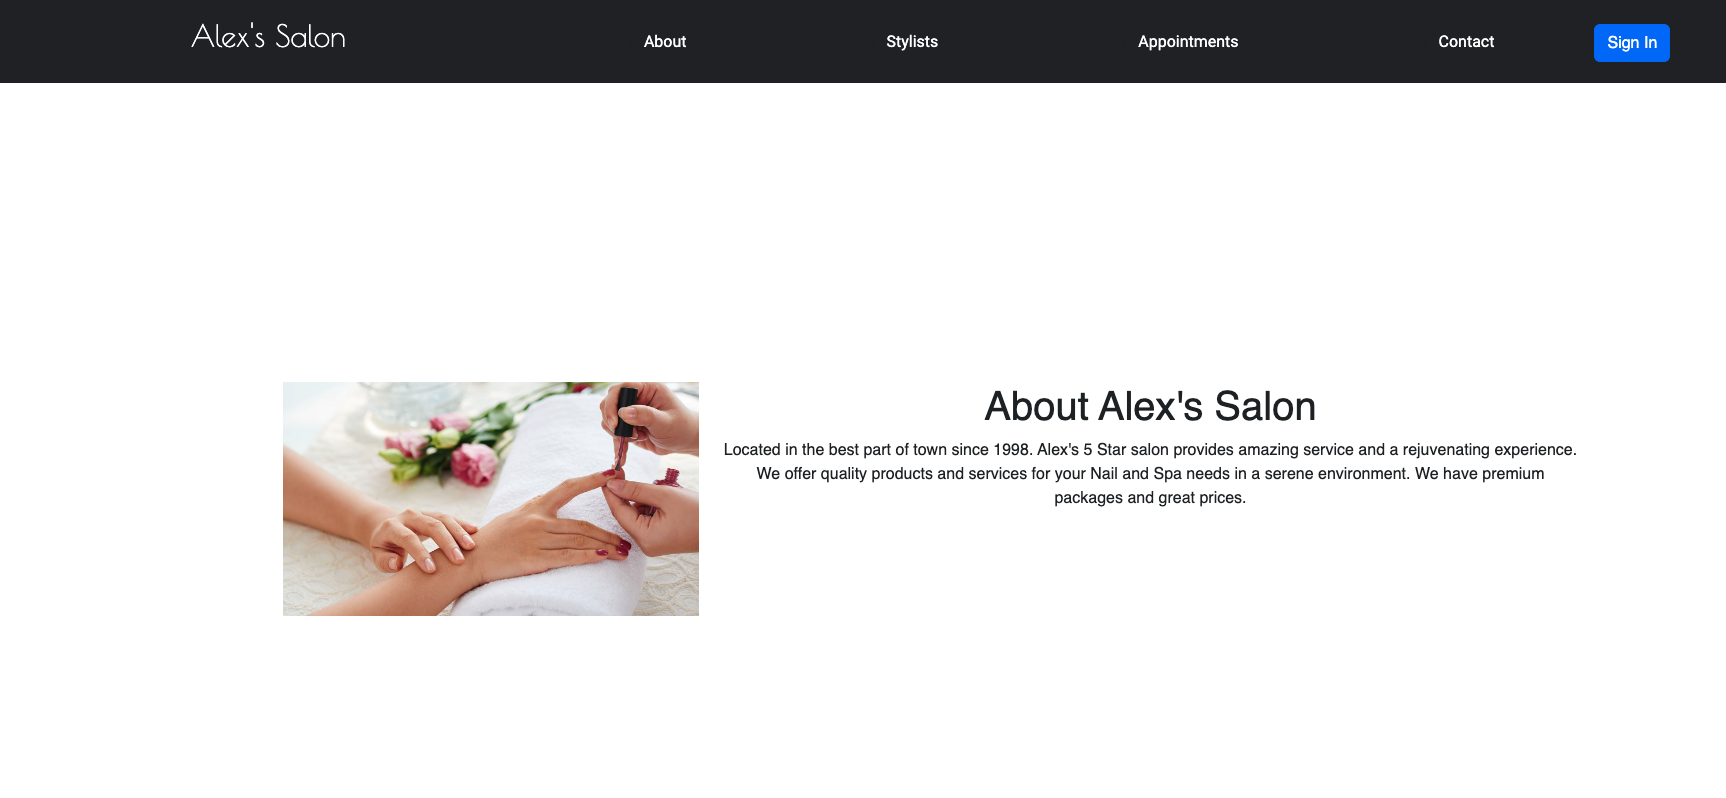 Alex's Salon
About
Stylists
Appointments
Contact
Sign In
About Alex's Salon
Located in the best part of town since 1998. Alex's 5 Star salon provides amazing service and a rejuvenating experience.
We offer quality products and services for your Nail and Spa needs in a serene environment. We have premium
packages and great prices.